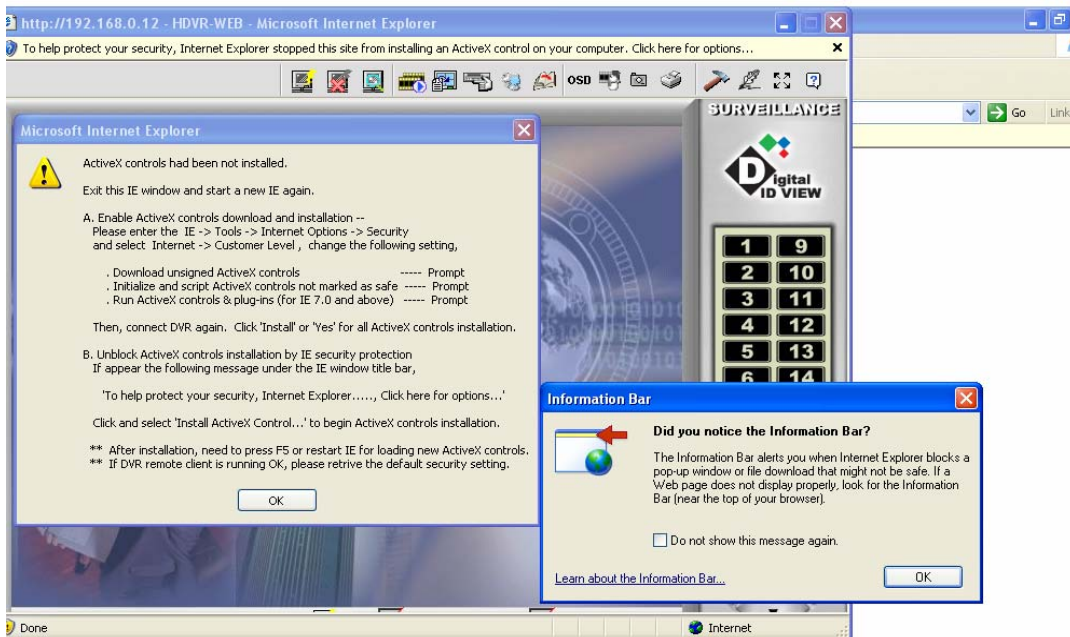 http://192.168.0.12 - HDVR-WEB - Microsoft Internet Explorer
To help protect your security, Internet Explorer stopped this site from installing an ActiveX control on your computer. Click here for options...
OSD
Go
Link
SURVEILLANCE
Digital
ID VIEW
1 9
2 10
3 11
4 12
5 13
6 14
Microsoft Internet Explorer
ActiveX controls had been not installed.
Exit this IE window and start a new IE again.
A. Enable ActiveX controls download and installation --
Please enter the IE -> Tools -> Internet Options -> Security
and select Internet -> Customer Level , change the following setting,
. Download unsigned ActiveX controls ----- Prompt
. Initialize and script ActiveX controls not marked as safe ----- Prompt
. Run ActiveX controls & plug-ins (for IE 7.0 and above) ----- Prompt
Then, connect DVR again. Click 'Install' or 'Yes' for all ActiveX controls installation.
B. Unblock ActiveX controls installation by IE security protection
If appear the following message under the IE window title bar,
'To help protect your security, Internet Explorer....., Click here for options...'
Click and select 'Install ActiveX Control...' to begin ActiveX controls installation.
** After installation, need to press F5 or restart IE for loading new ActiveX controls.
** If DVR remote client is running OK, please retrive the default security setting.
OK
Information Bar
Did you notice the Information Bar?
The Information Bar alerts you when Internet Explorer blocks a
pop-up window or file download that might not be safe. If a
Web page does not display properly, look for the Information
Bar (near the top of your browser).
Do not show this message again.
Learn about the Information Bar...
OK
Done
Internet